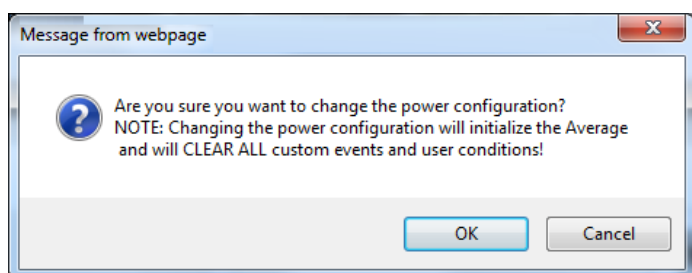 Message from webpage
Are you sure you want to change the power configuration?
NOTE: Changing the power configuration will initialize the Average
and will CLEAR ALL custom events and user conditions!
OK
Cancel